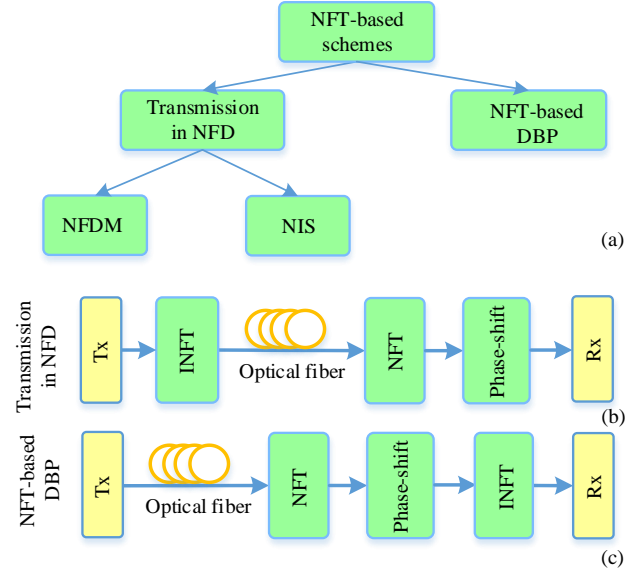 NFT-based
schemes
Transmission
in NFD
NFT-based
DBP
NFDM
NIS
(a)
Transmission
in NFD
Tx
INFT
Optical fiber
NFT
Phase-shift
Rx
(b)
NFT-based
DBP
Tx
Optical fiber
NFT
Phase-shift
INFT
Rx
(c)